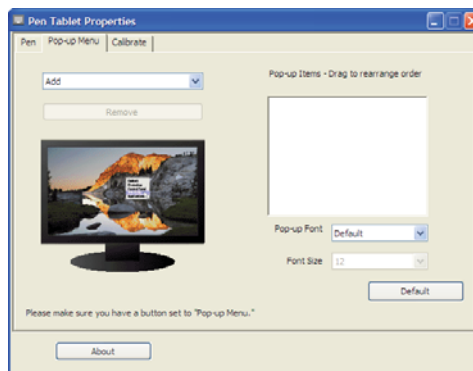 Pen Tablet Properties
Pen Pop-up Menu Calibrate
Add
Pop-up Items - Drag to rearrange order
Remove
Pop-up Font Default
Font Size 12
Default
Please make sure you have a button set to "Pop-up Menu."
About